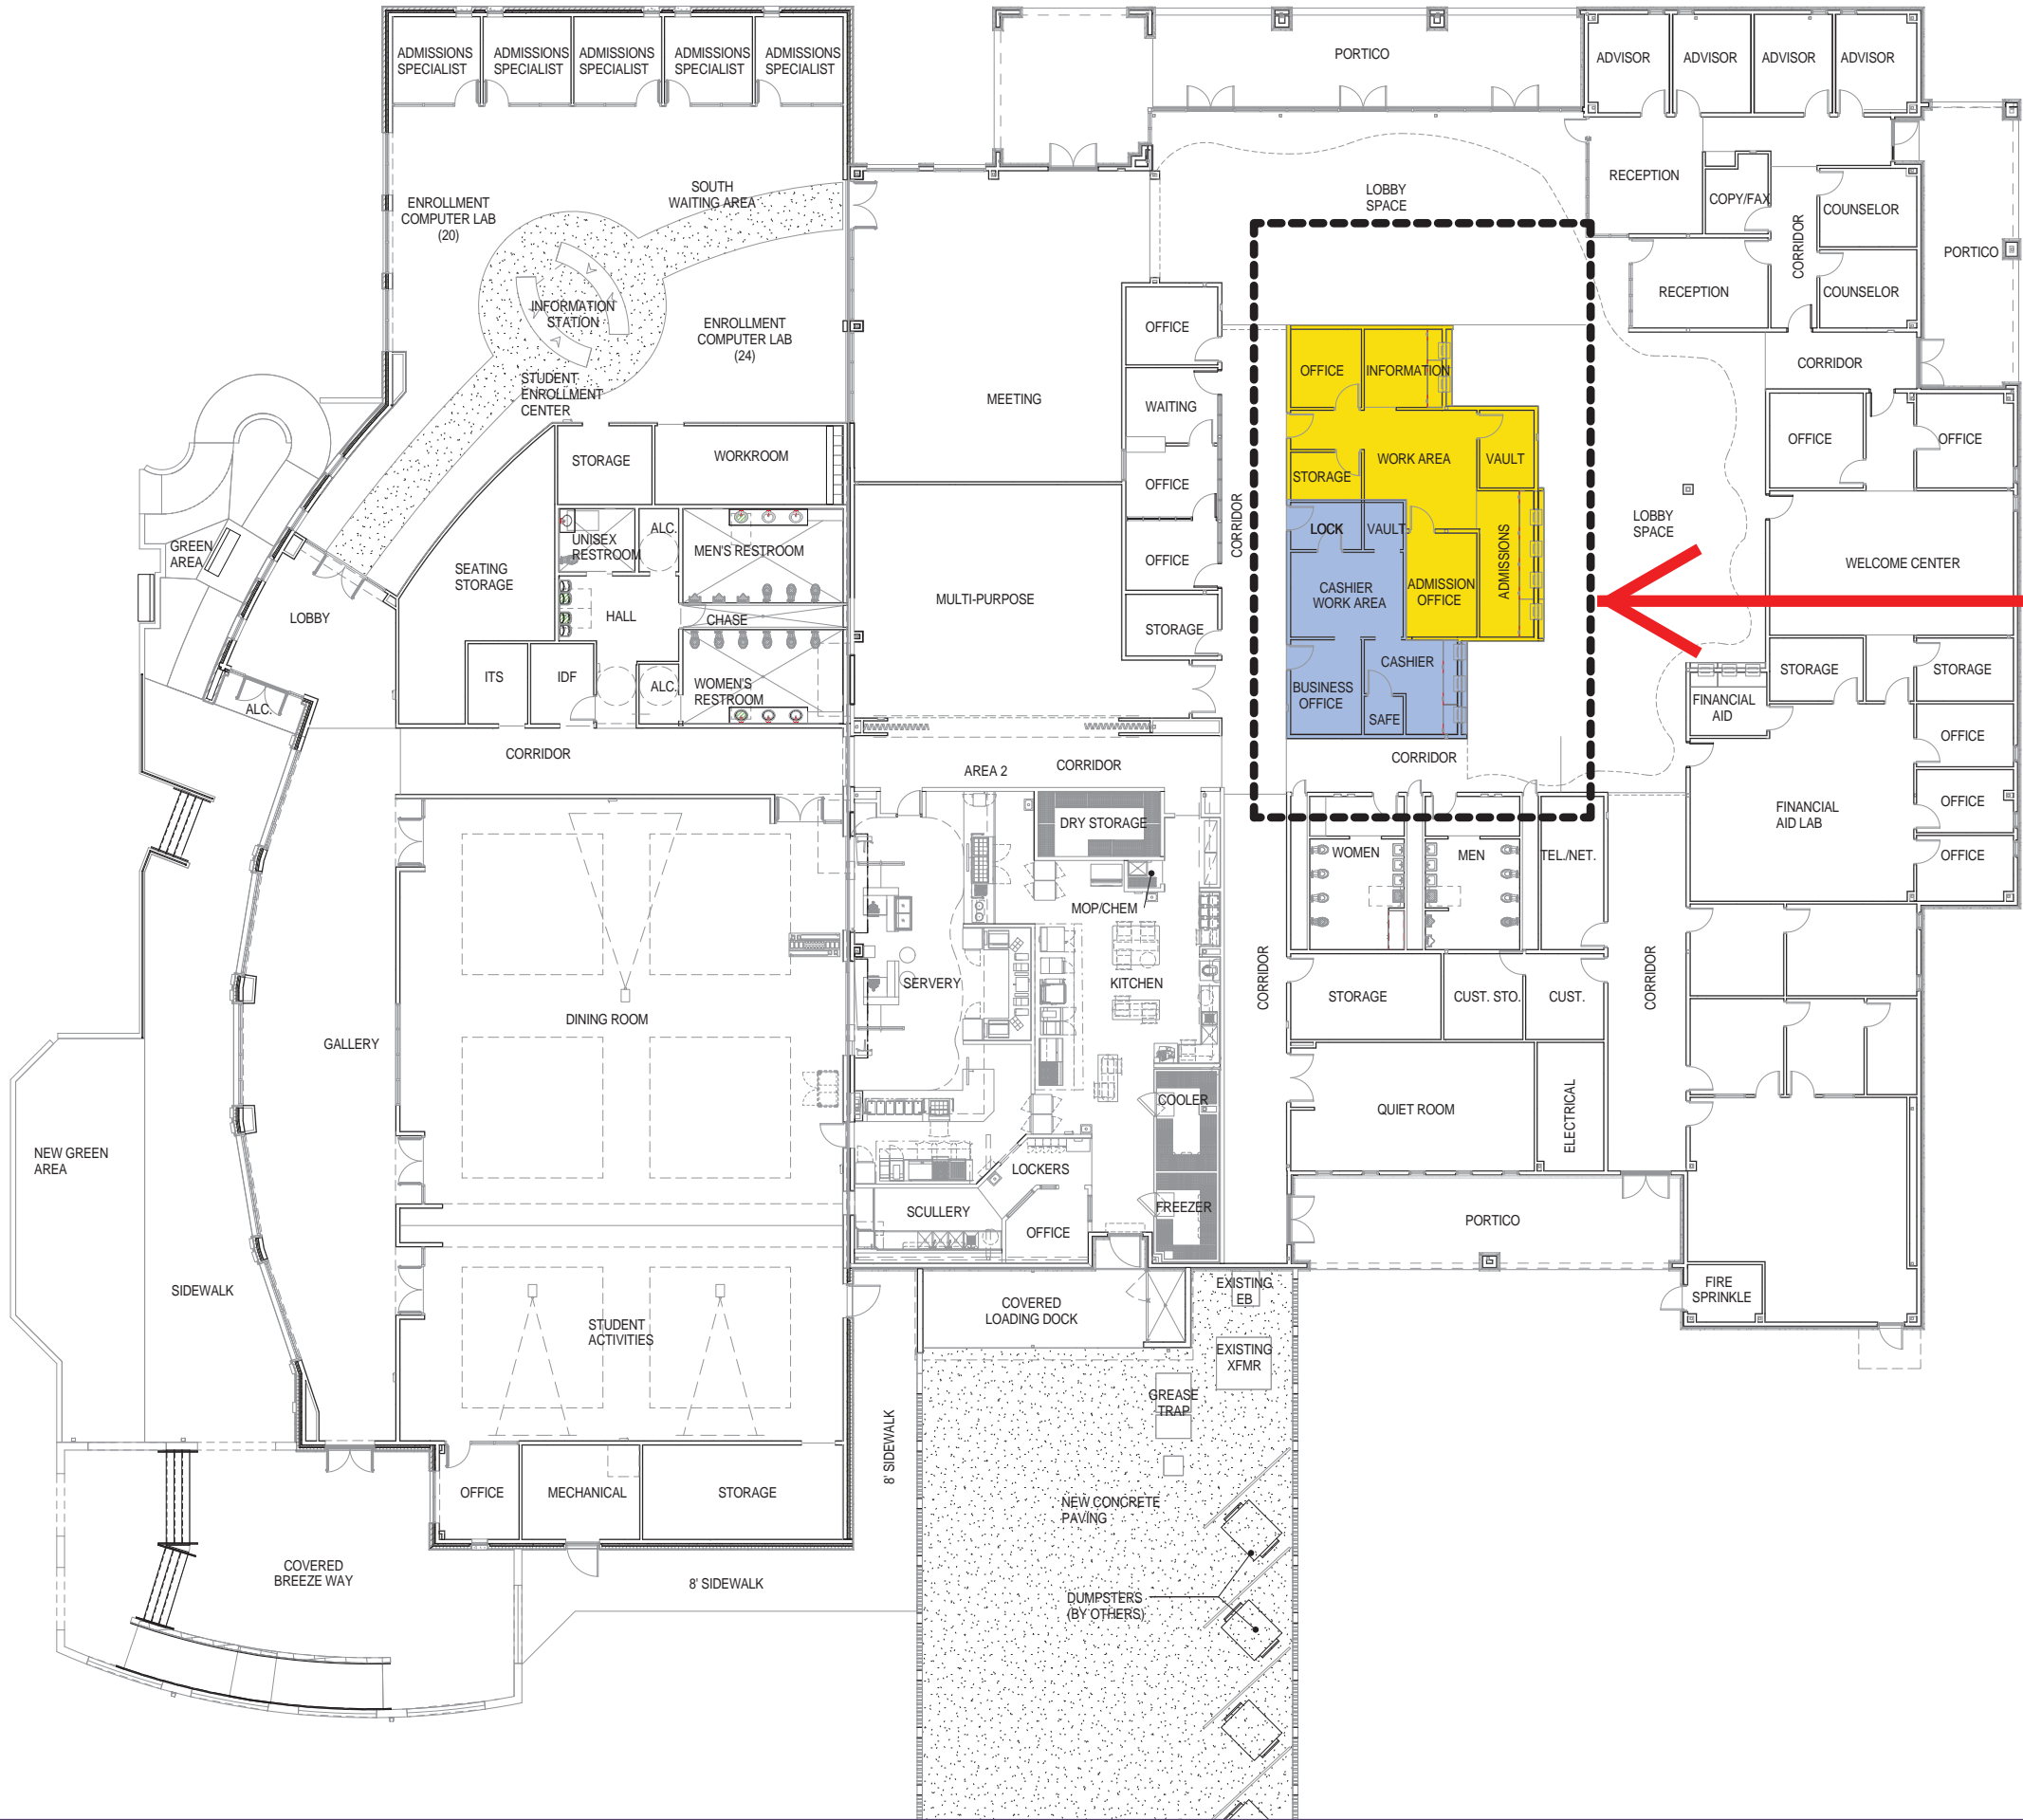 ADMISSIONS
SPECIALIST
ADMISSIONS
SPECIALIST
ADMISSIONS
SPECIALIST
ADMISSIONS
SPECIALIST
ADMISSIONS
SPECIALIST
PORTICO
ADVISOR
ADVISOR
ADVISOR
ADVISOR
ENROLLMENT
COMPUTER LAB
(20)
SOUTH
WAITING AREA
LOBBY
SPACE
RECEPTION
COPY/FAX
COUNSELOR
CORRIDOR
PORTICO
INFORMATION
STATION
ENROLLMENT
COMPUTER LAB
(24)
OFFICE
RECEPTION
COUNSELOR
STUDENT
ENROLLMENT
CENTER
MEETING
WAITING
OFFICE
INFORMATION
CORRIDOR
STORAGE
WORKROOM
OFFICE
WORK AREA
VAULT
STORAGE
OFFICE
OFFICE
GREEN
AREA
UNISEX
RESTROOM
ALC.
MEN'S RESTROOM
CORRIDOR
LOCK
VAULT
LOBBY
SPACE
SEATING
STORAGE
OFFICE
CASHIER
WORK AREA
ADMISSION
OFFICE
ADMISSIONS
WELCOME CENTER
LOBBY
HALL
CHASE
MULTI-PURPOSE
STORAGE
ITS
IDF
ALC.
WOMEN'S
RESTROOM
CASHIER
BUSINESS
OFFICE
SAFE
STORAGE
STORAGE
ALC.
FINANCIAL
AID
OFFICE
CORRIDOR
AREA 2
CORRIDOR
CORRIDOR
DRY STORAGE
FINANCIAL
AID LAB
OFFICE
WOMEN
MEN
TEL./NET.
OFFICE
MOP/CHEM
SERVERY
KITCHEN
CORRIDOR
STORAGE
CUST. STO.
CUST.
CORRIDOR
DINING ROOM
GALLERY
COOLER
QUIET ROOM
ELECTRICAL
NEW GREEN
AREA
LOCKERS
SCULLERY
OFFICE
FREEZER
PORTICO
SIDEWALK
COVERED
LOADING DOCK
EXISTING
EB
FIRE
SPRINKLE
STUDENT
ACTIVITIES
EXISTING
XFMR
GREASE
TRAP
8' SIDEWALK
OFFICE
MECHANICAL
STORAGE
NEW CONCRETE
PAVING
COVERED
BREEZE WAY
8' SIDEWALK
DUMPSTERS
(BY OTHERS)